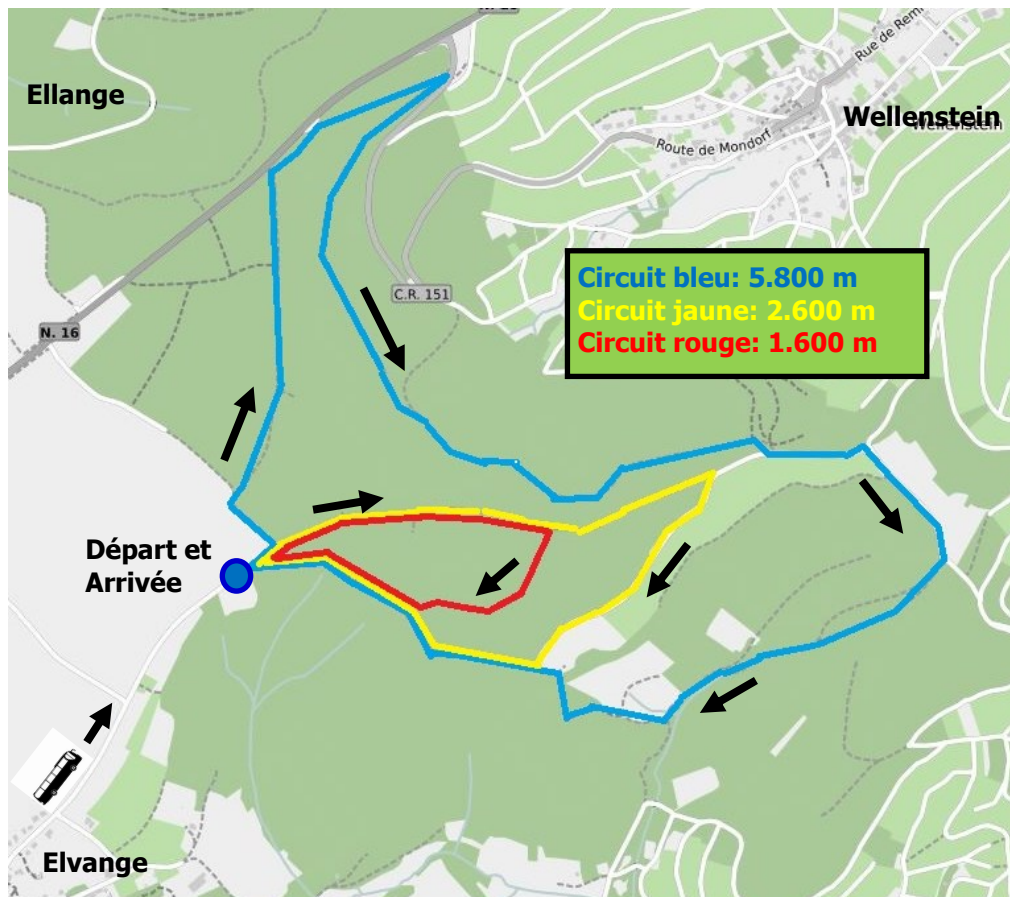 Ellange
Rue de Rem
Wellenstein
Wellenstein
Route de Mondorf
Circuit bleu: 5.800 m
Circuit jaune: 2.600 m
Circuit rouge: 1.600 m
C.R. 151
N. 16
Départ et
Arrivée
Elvange